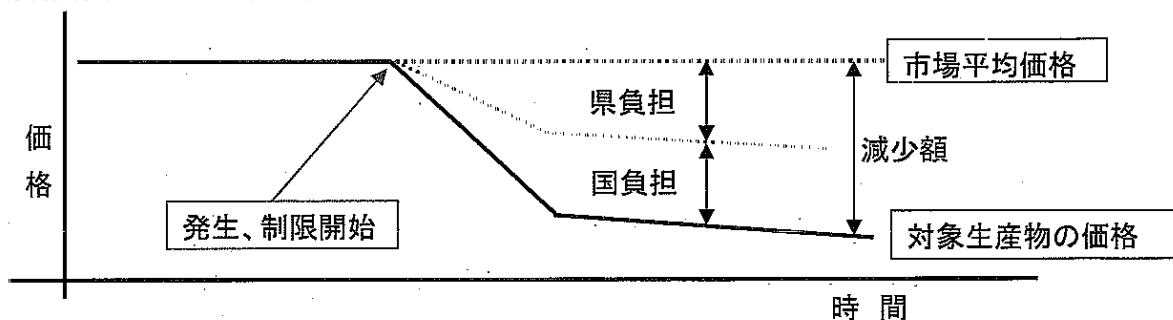 市場平均価格
県負担
価格
減少額
国負担
発生、制限開始
対象生産物の価格
時間